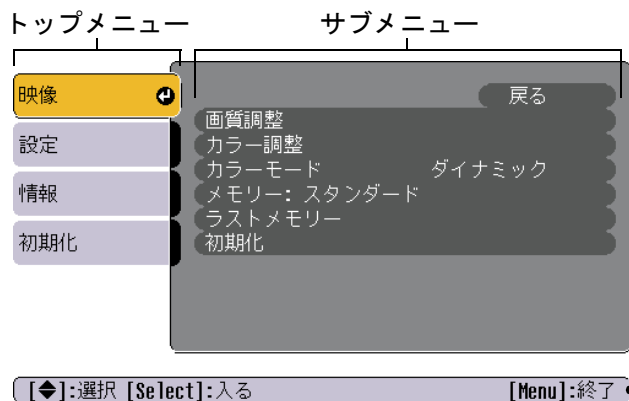 トップメニュー
サブメニュー
映像
設定
情報
初期化
戻る
画質調整
カラー調整
カラーモード ダイナミック
メモリー: スタンダード
ラストメモリー
初期化
[◆]:選択 [Select]:入る [Menu]:終了